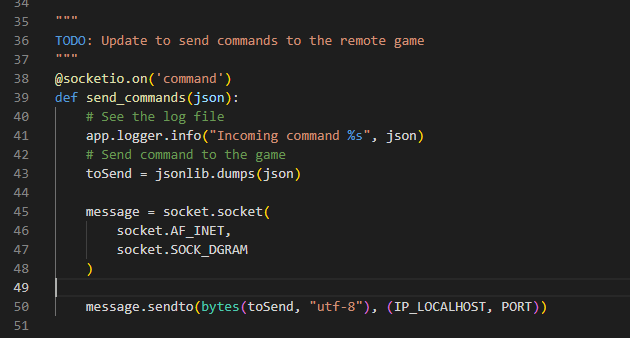 34
35 """
36 TODO: Update to send commands to the remote game
37 """
38 @socketio.on('command')
39 def send_commands(json):
40     # See the log file
41     app.logger.info("Incoming command %s", json)
42     # Send command to the game
43     toSend = jsonlib.dumps(json)
44
45     message = socket.socket(
46         socket.AF_INET,
47         socket.SOCK_DGRAM
48     )
49
50     message.sendto(bytes(toSend, "utf-8"), (IP_LOCALHOST, PORT))
51